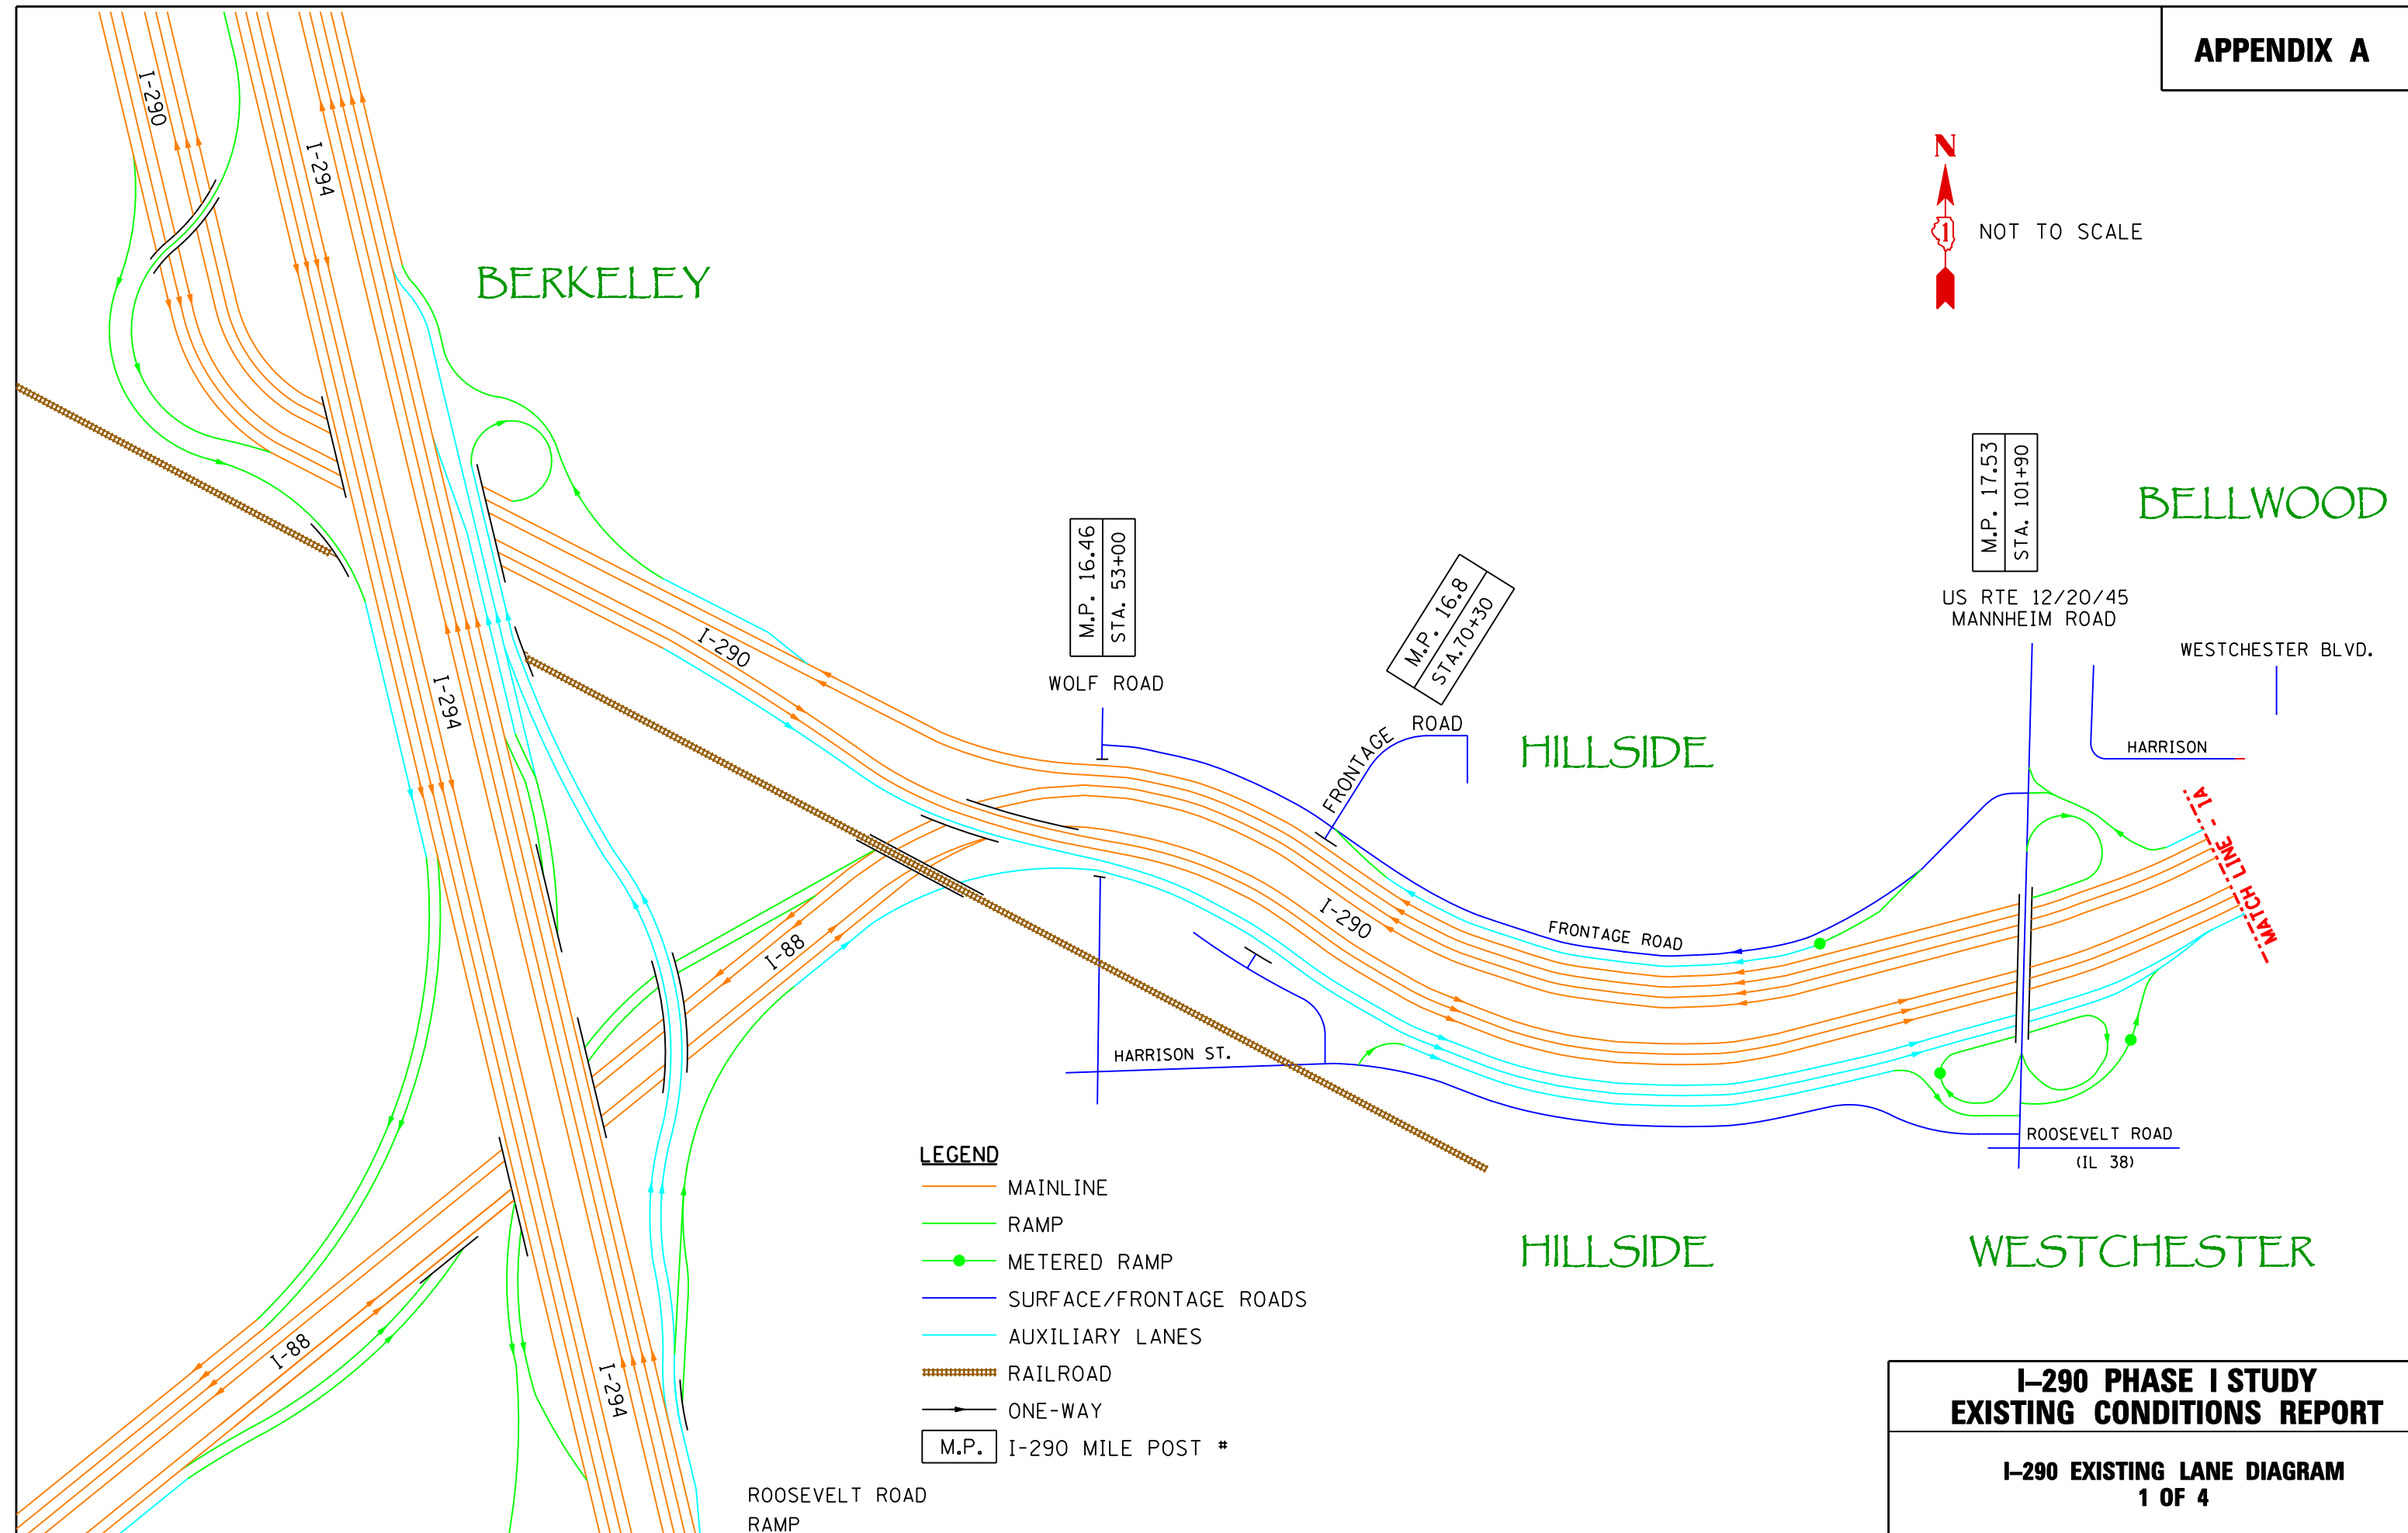 APPENDIX A
I-290
I-294
N
1
NOT TO SCALE
BERKELEY
BELLWOOD
M.P. 16.46
STA. 53+00
WOLF ROAD
M.P. 16.8
STA.70+30
FRONTAGE ROAD
M.P. 17.53
STA. 101+90
US RTE 12/20/45
MANNHEIM ROAD
WESTCHESTER BLVD.
HARRISON
MATCH LINE - 1A
I-290
I-294
HILLSIDE
I-290
FRONTAGE ROAD
I-88
HARRISON ST.
ROOSEVELT ROAD
(IL 38)
HILLSIDE
WESTCHESTER
I-88
I-294
LEGEND
MAINLINE
RAMP
METERED RAMP
SURFACE/FRONTAGE ROADS
AUXILIARY LANES
RAILROAD
ONE-WAY
M.P. I-290 MILE POST #
ROOSEVELT ROAD
RAMP
I-290 PHASE I STUDY
EXISTING CONDITIONS REPORT
I-290 EXISTING LANE DIAGRAM
1 OF 4